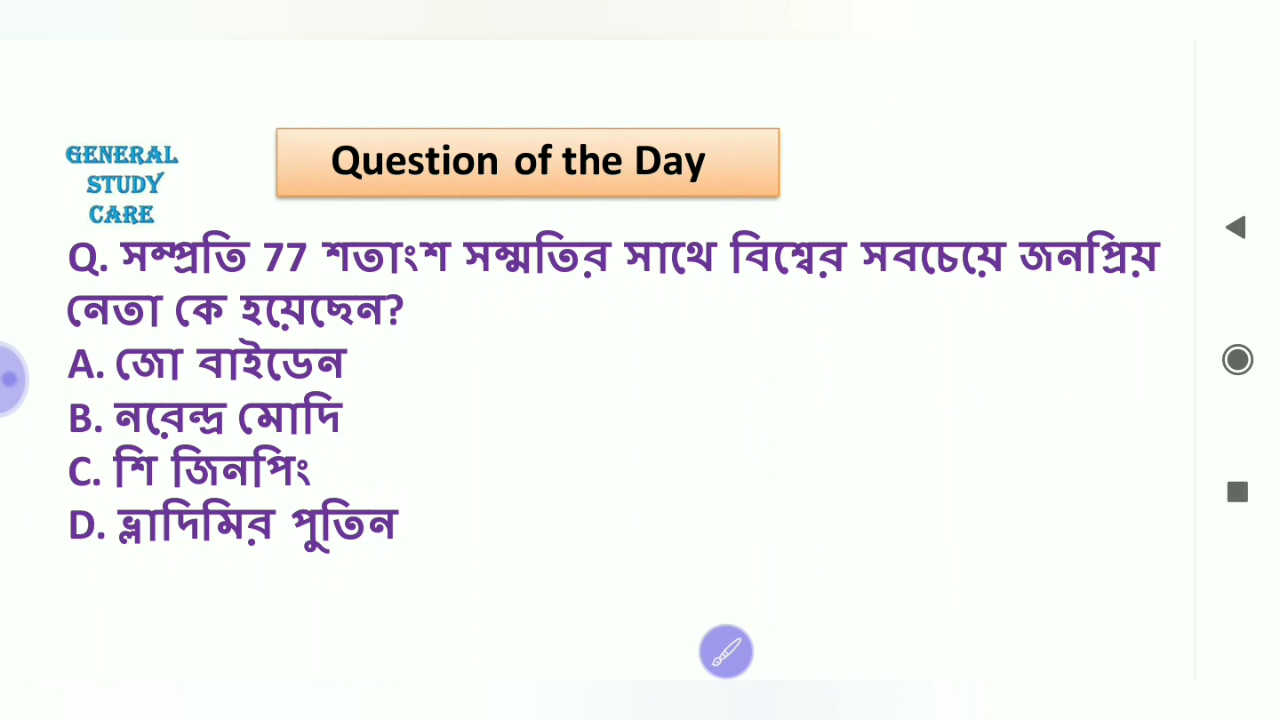 GENERAL
STUDY
CARE
Question of the Day
Q. সম্প্রতি 77 শতাংশ সম্মতির সাথে বিশ্বের সবচেয়ে জনপ্রিয়
নেতা কে হয়েছেন?
A. জো বাইডেন
B. নরেন্দ্র মোদি
C. শি জিনপিং
D. ভ্লাদিমির পুতিন